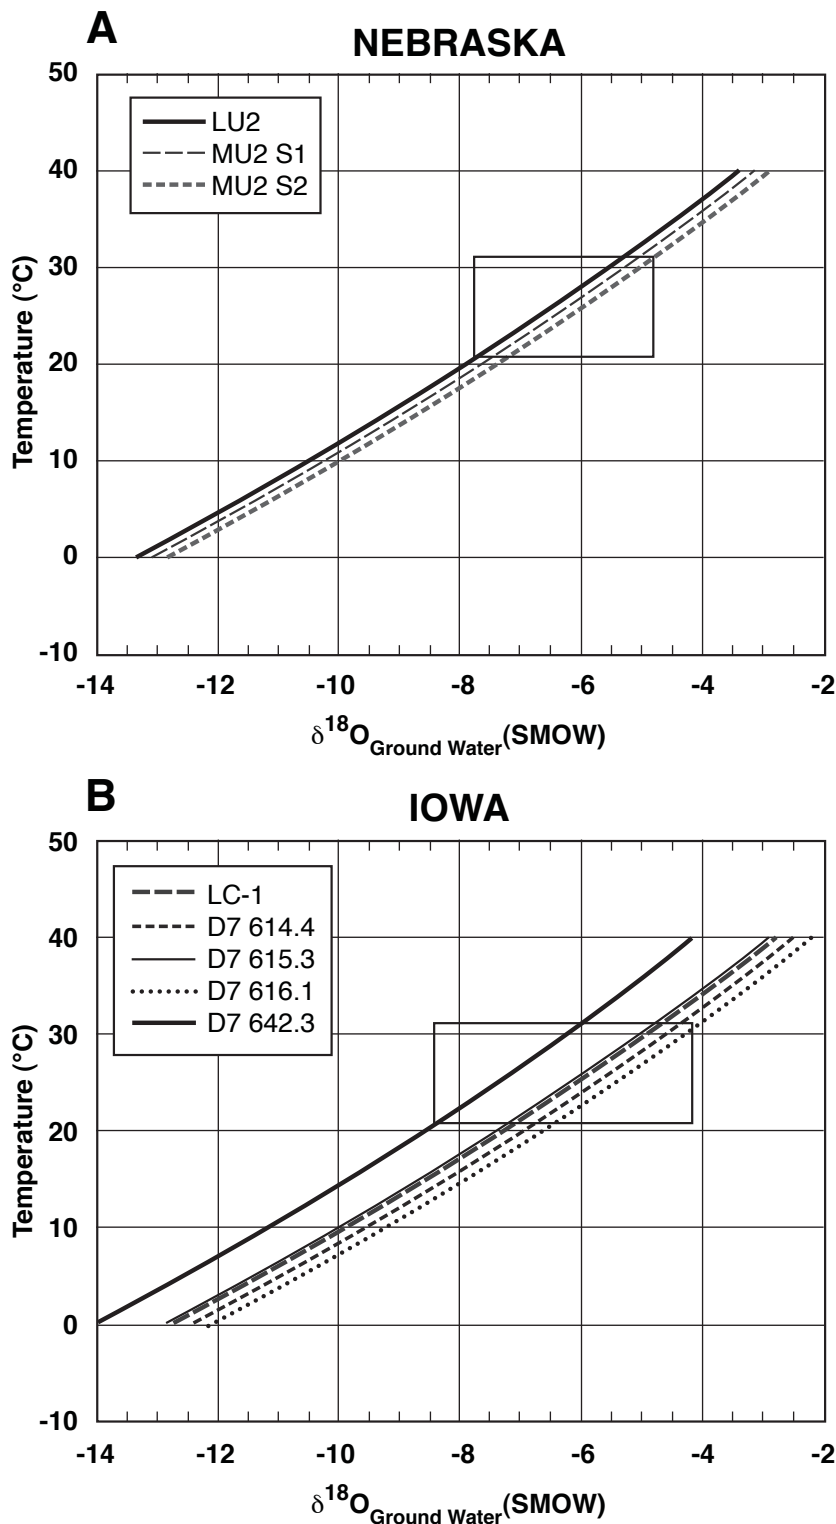 A
NEBRASKA
50
40
30
20
10
0
-10
Temperature (°C)
LU2
MU2 S1
MU2 S2
-14 -12 -10 -8 -6 -4 -2
δ18OGround Water(SMOW)
B
IOWA
50
40
30
20
10
0
-10
Temperature (°C)
LC-1
D7 614.4
D7 615.3
D7 616.1
D7 642.3
-14 -12 -10 -8 -6 -4 -2
δ18OGround Water(SMOW)